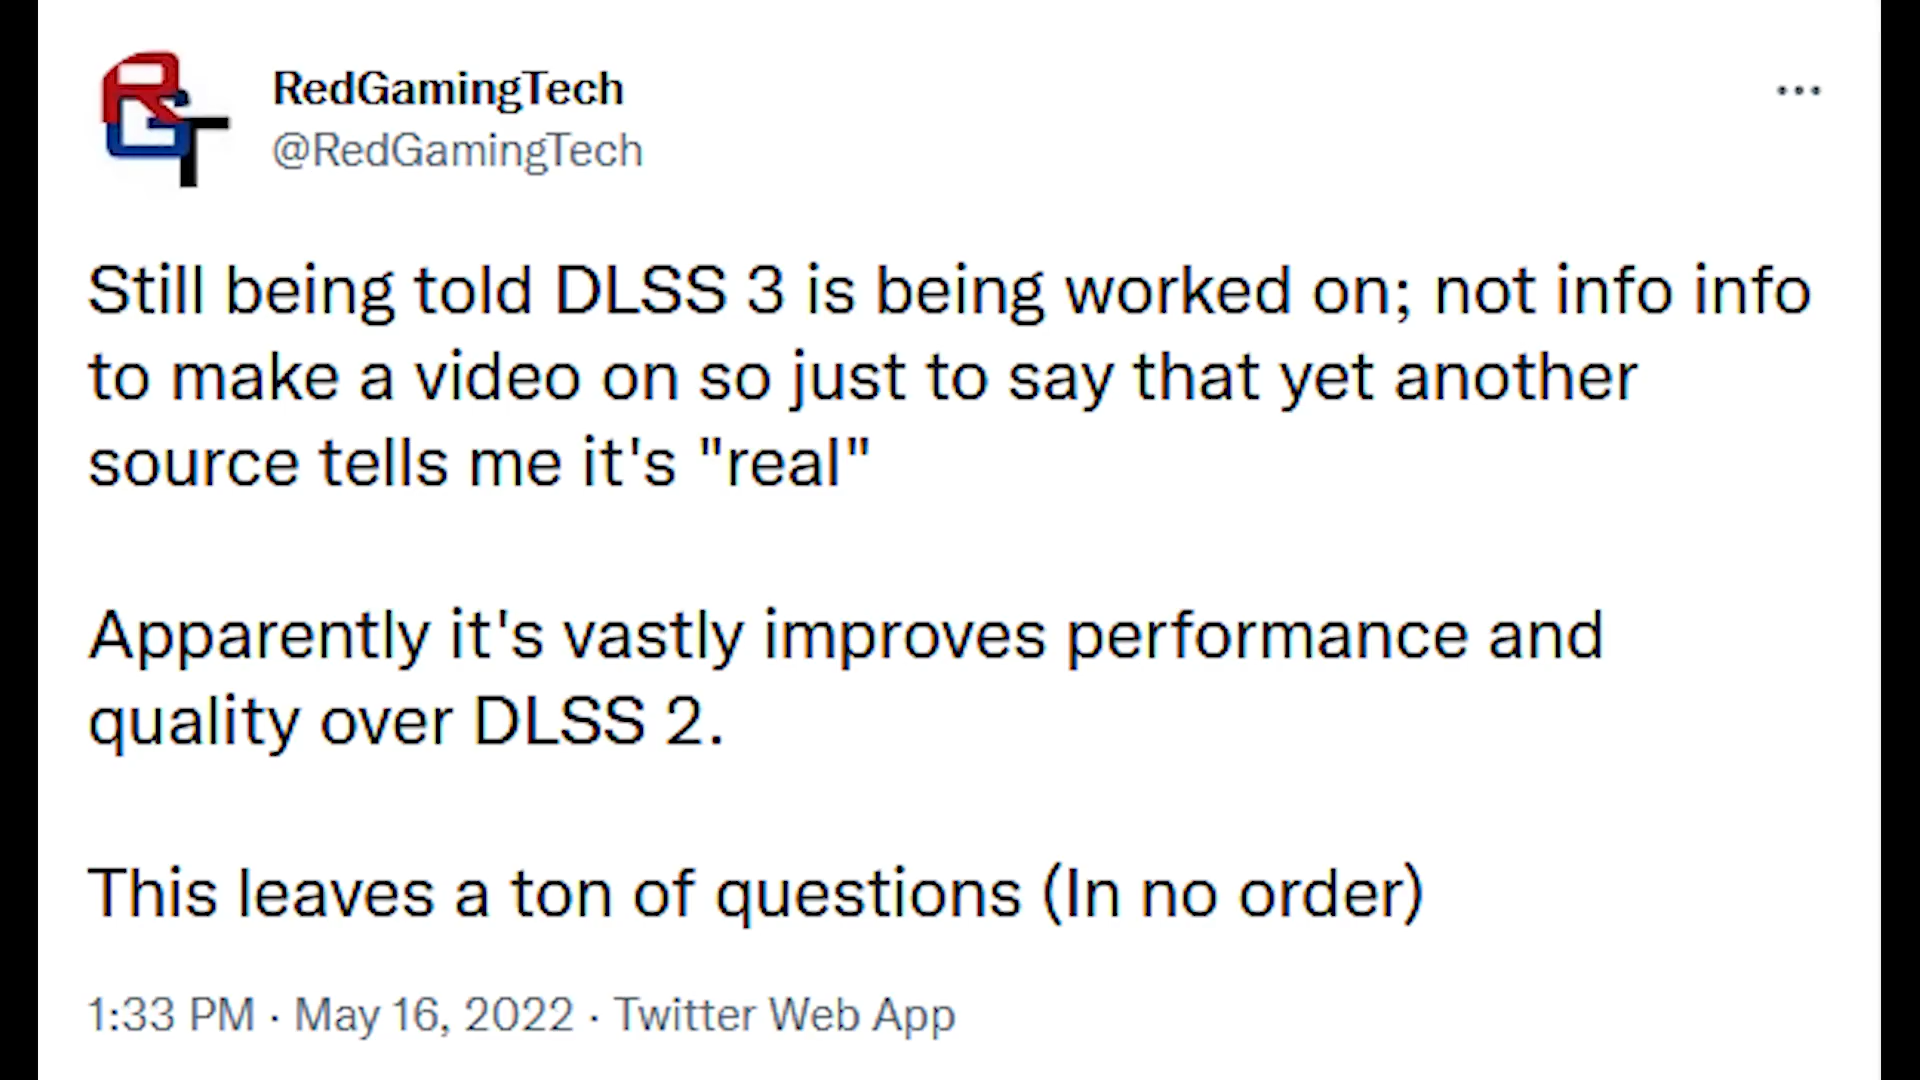 RedGamingTech
@RedGamingTech
Still being told DLSS 3 is being worked on; not info info
to make a video on so just to say that yet another
source tells me it's "real"
Apparently it's vastly improves performance and
quality over DLSS 2.
This leaves a ton of questions (In no order)
1:33 PM · May 16, 2022 · Twitter Web App